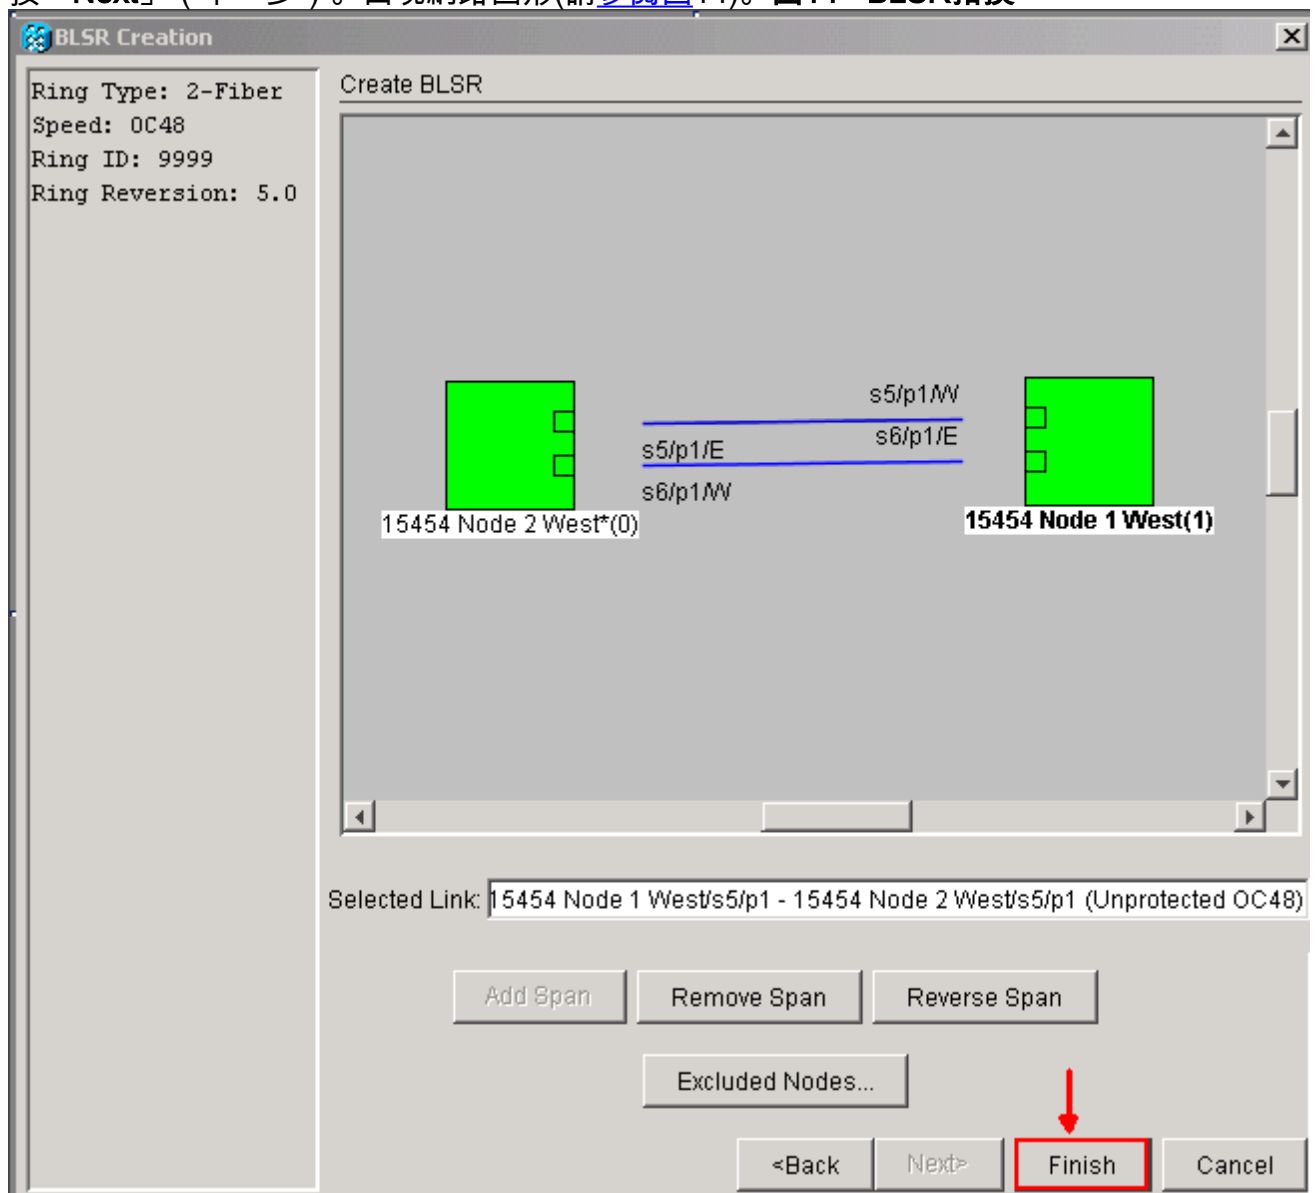 BLSR Creation
Ring Type: 2-Fiber
Speed: OC48
Ring ID: 9999
Ring Reversion: 5.0
Create BLSR
s5/p1/W
s6/p1/E
s5/p1/E
s6/p1/W
15454 Node 2 West*(0)
15454 Node 1 West(1)
Selected Link: 15454 Node 1 West/s5/p1 - 15454 Node 2 West/s5/p1 (Unprotected OC48)
Add Span
Remove Span
Reverse Span
Excluded Nodes...
<Back
Next>
Finish
Cancel